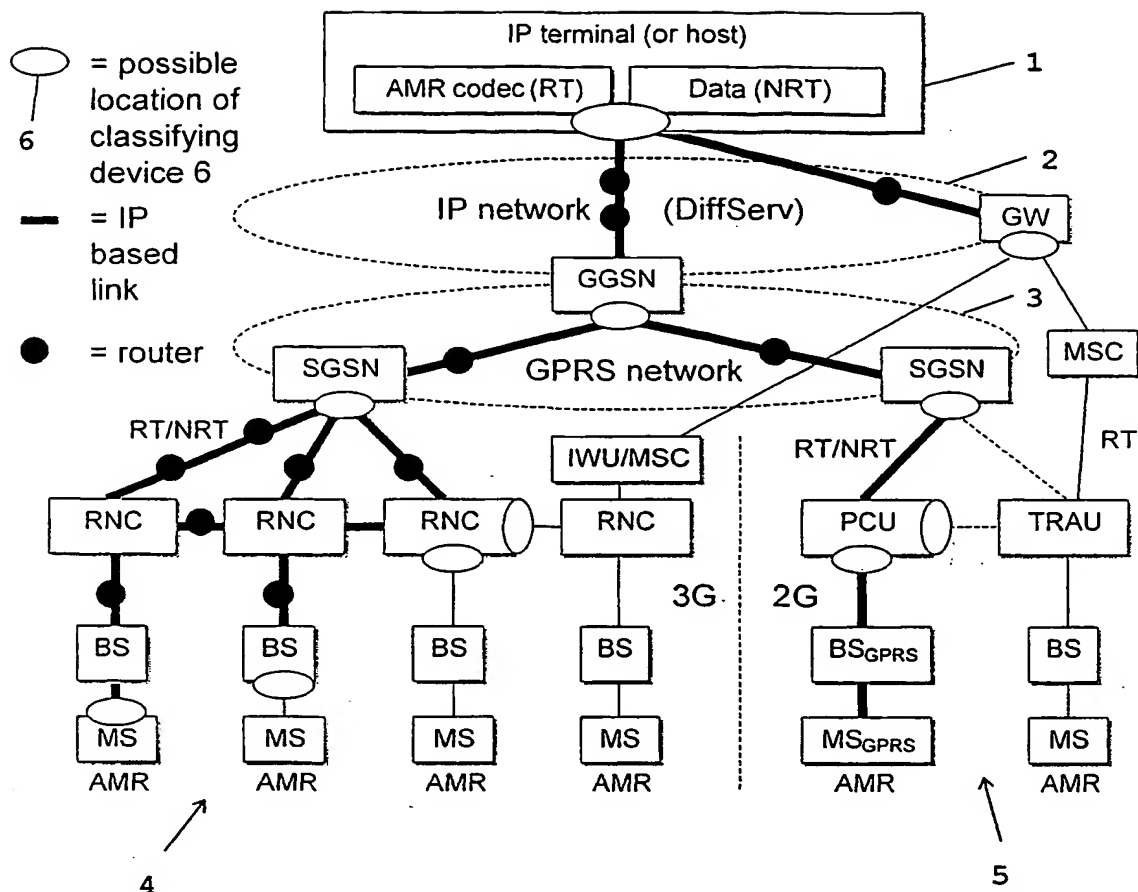 IP terminal (or host)
AMR codec (RT)
Data (NRT)
1
= possible
location of
classifying
device 6
6
= IP
based
link
= router
2
IP network
(DiffServ)
GW
GGSN
3
SGSN
GPRS network
SGSN
MSC
RT/NRT
IWU/MSC
RT/NRT
RT
RNC
RNC
RNC
RNC
PCU
TRAU
3G
2G
BS
BS
BS
BS
BSGPRS
BS
MS
MS
MS
MS
MSGPRS
MS
AMR
AMR
AMR
AMR
AMR
AMR
4
5